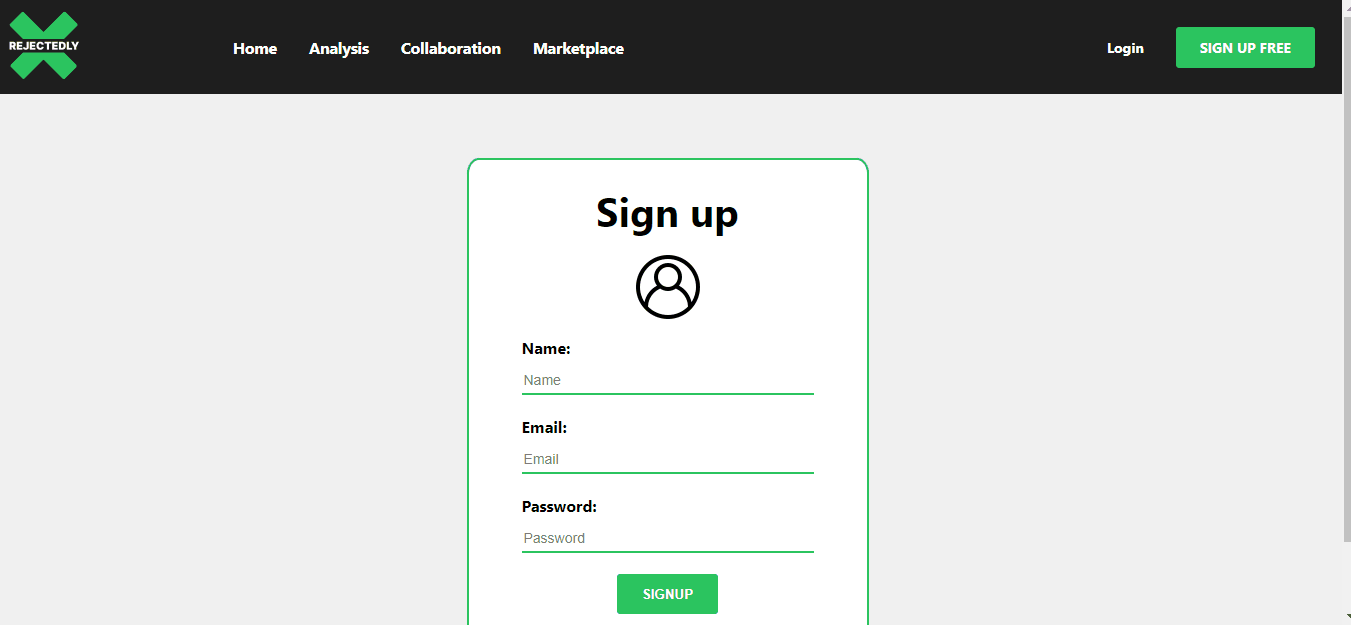 REJECTEDLY
Home Analysis Collaboration Marketplace Login SIGN UP FREE
Sign up
Name:
Name
Email:
Email
Password:
Password
SIGNUP